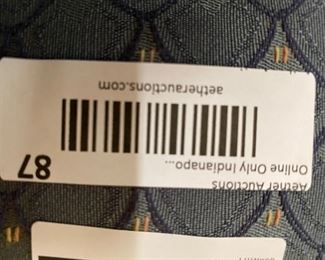 Aether Auctions
Online Only Indianapo...
87
aetherauctions.com